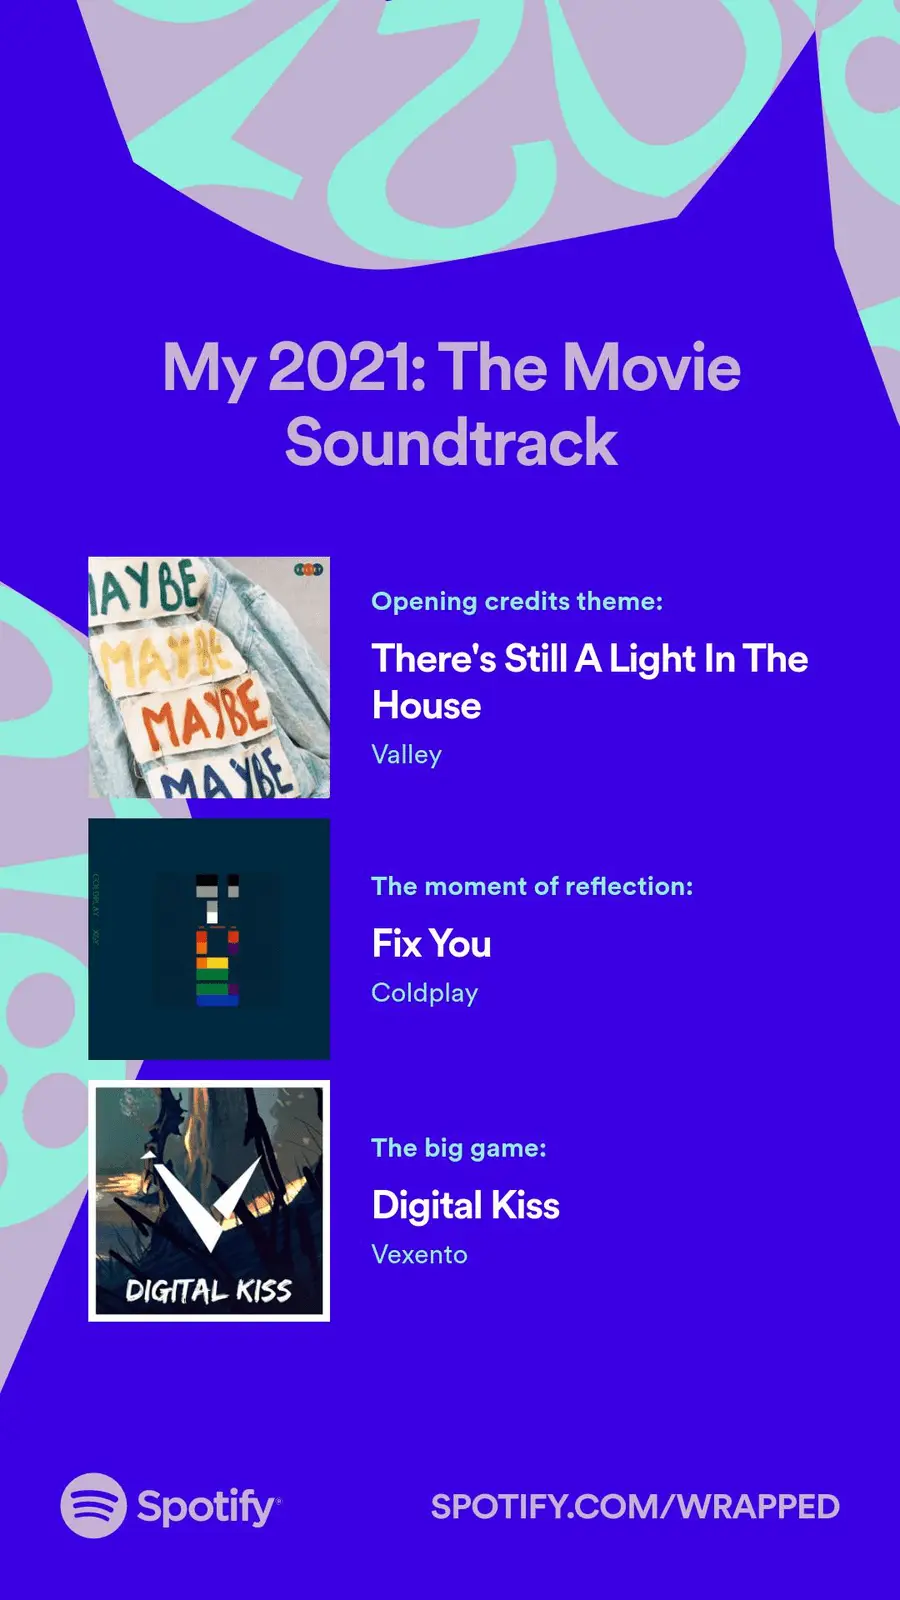 My 2021: The Movie
Soundtrack
MAYBE
MAYBE
MAYBE
MAYBE
VALLEY
Opening credits theme:
There's Still A Light In The
House
Valley
COLDPLAY X&Y
The moment of reflection:
Fix You
Coldplay
DIGITAL KISS
The big game:
Digital Kiss
Vexento
Spotify®
SPOTIFY.COM/WRAPPED